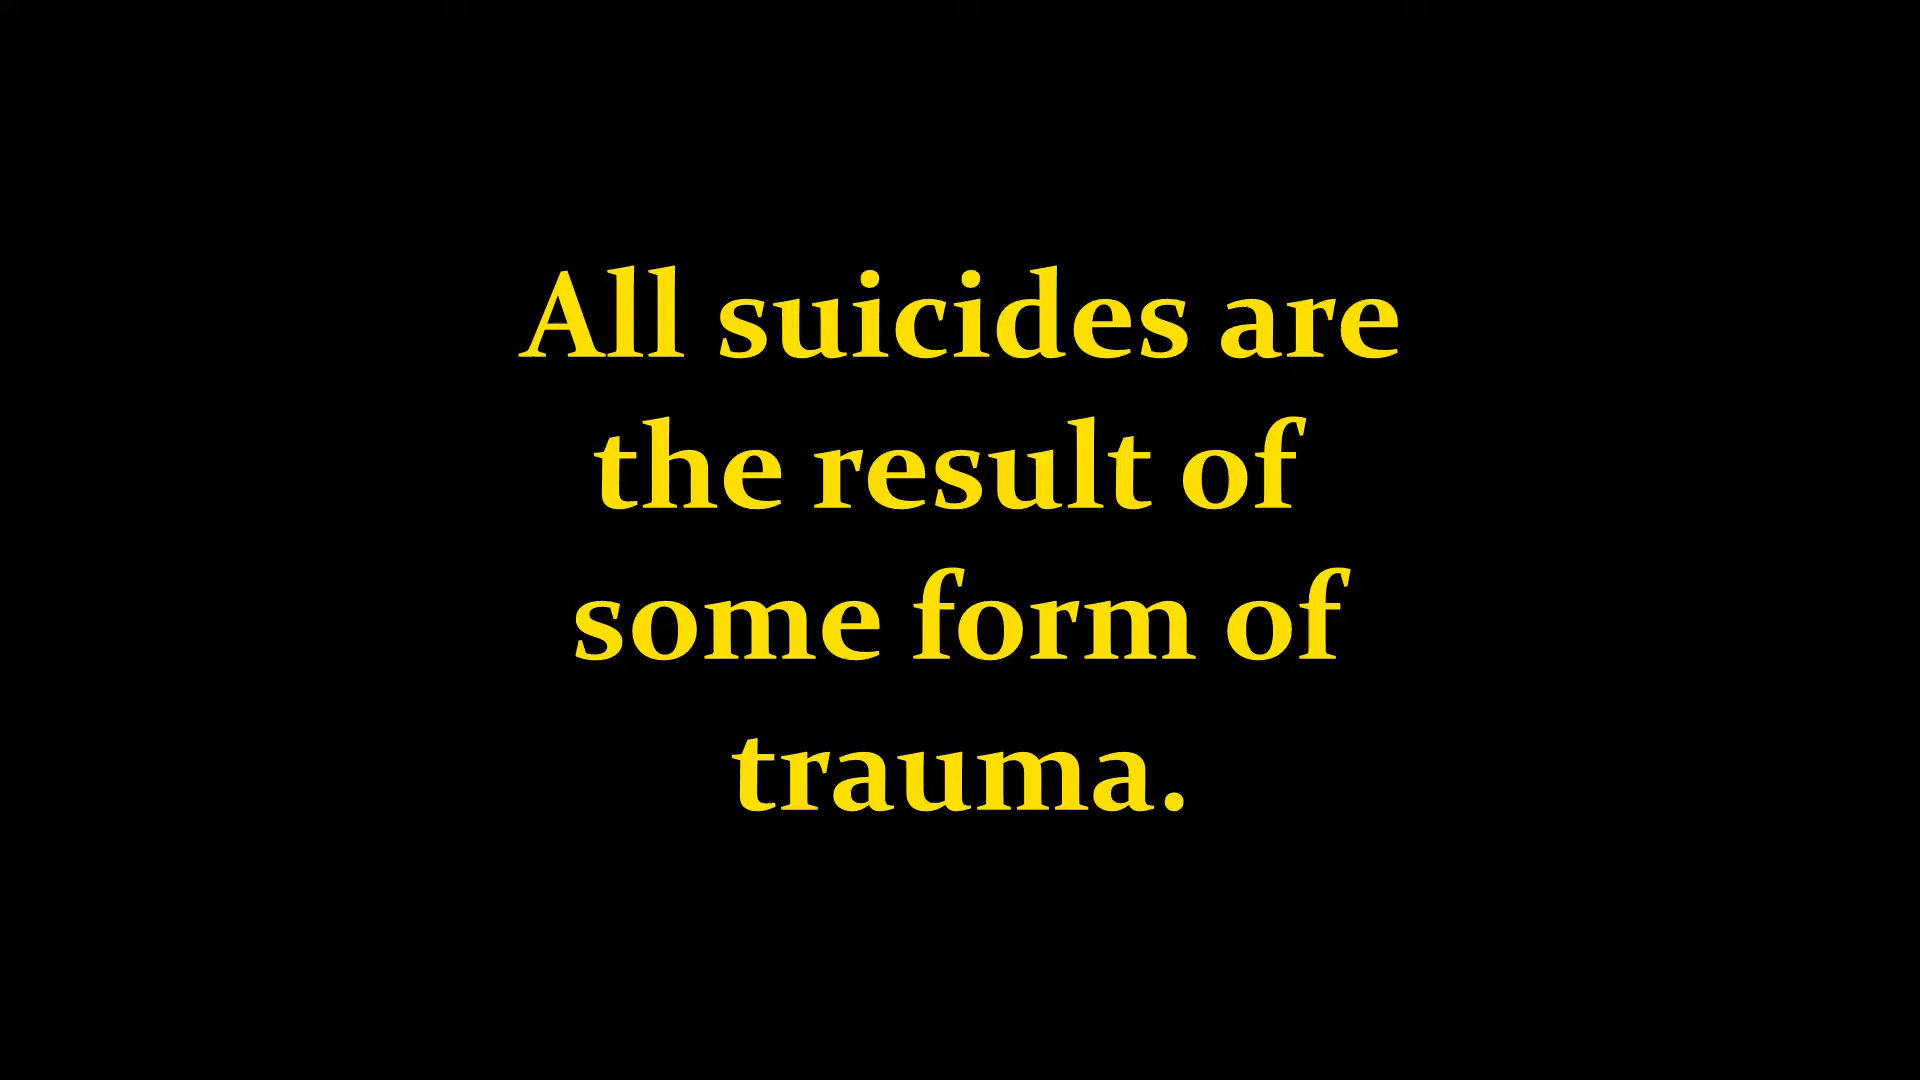 All suicides are
the result of
some form of
trauma.